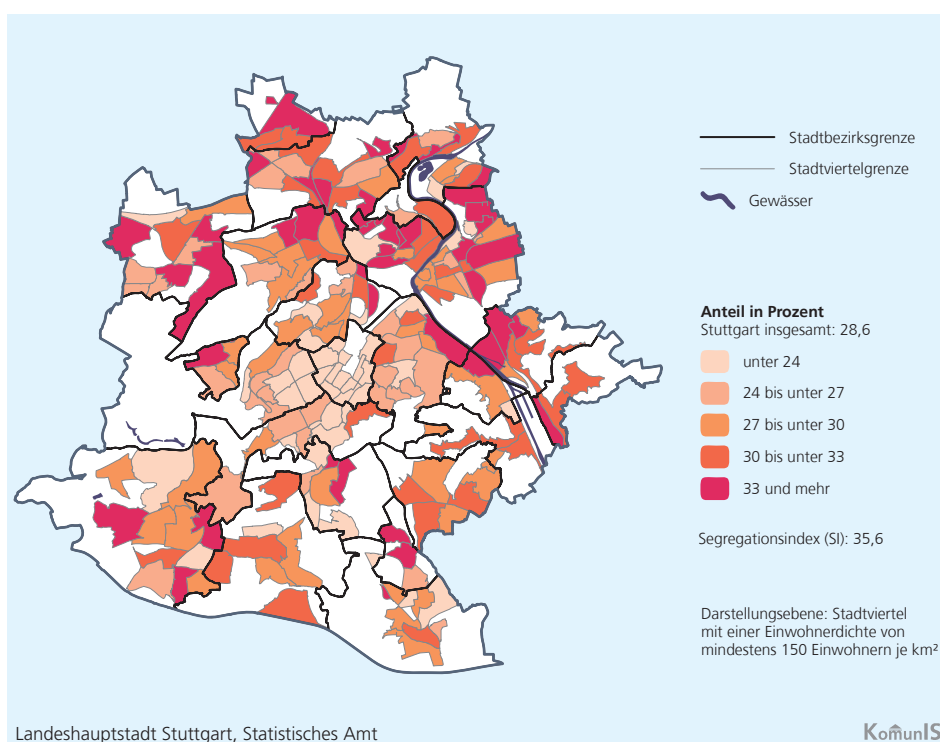 Stadtbezirksgrenze
Stadtviertelgrenze
Gewässer
Anteil in Prozent
Stuttgart insgesamt: 28,6
unter 24
24 bis unter 27
27 bis unter 30
30 bis unter 33
33 und mehr
Segregationsindex (SI): 35,6
Darstellungsebene: Stadtviertel
mit einer Einwohnerdichte von
mindestens 150 Einwohnern je km²
Landeshauptstadt Stuttgart, Statistisches Amt
KomunIS